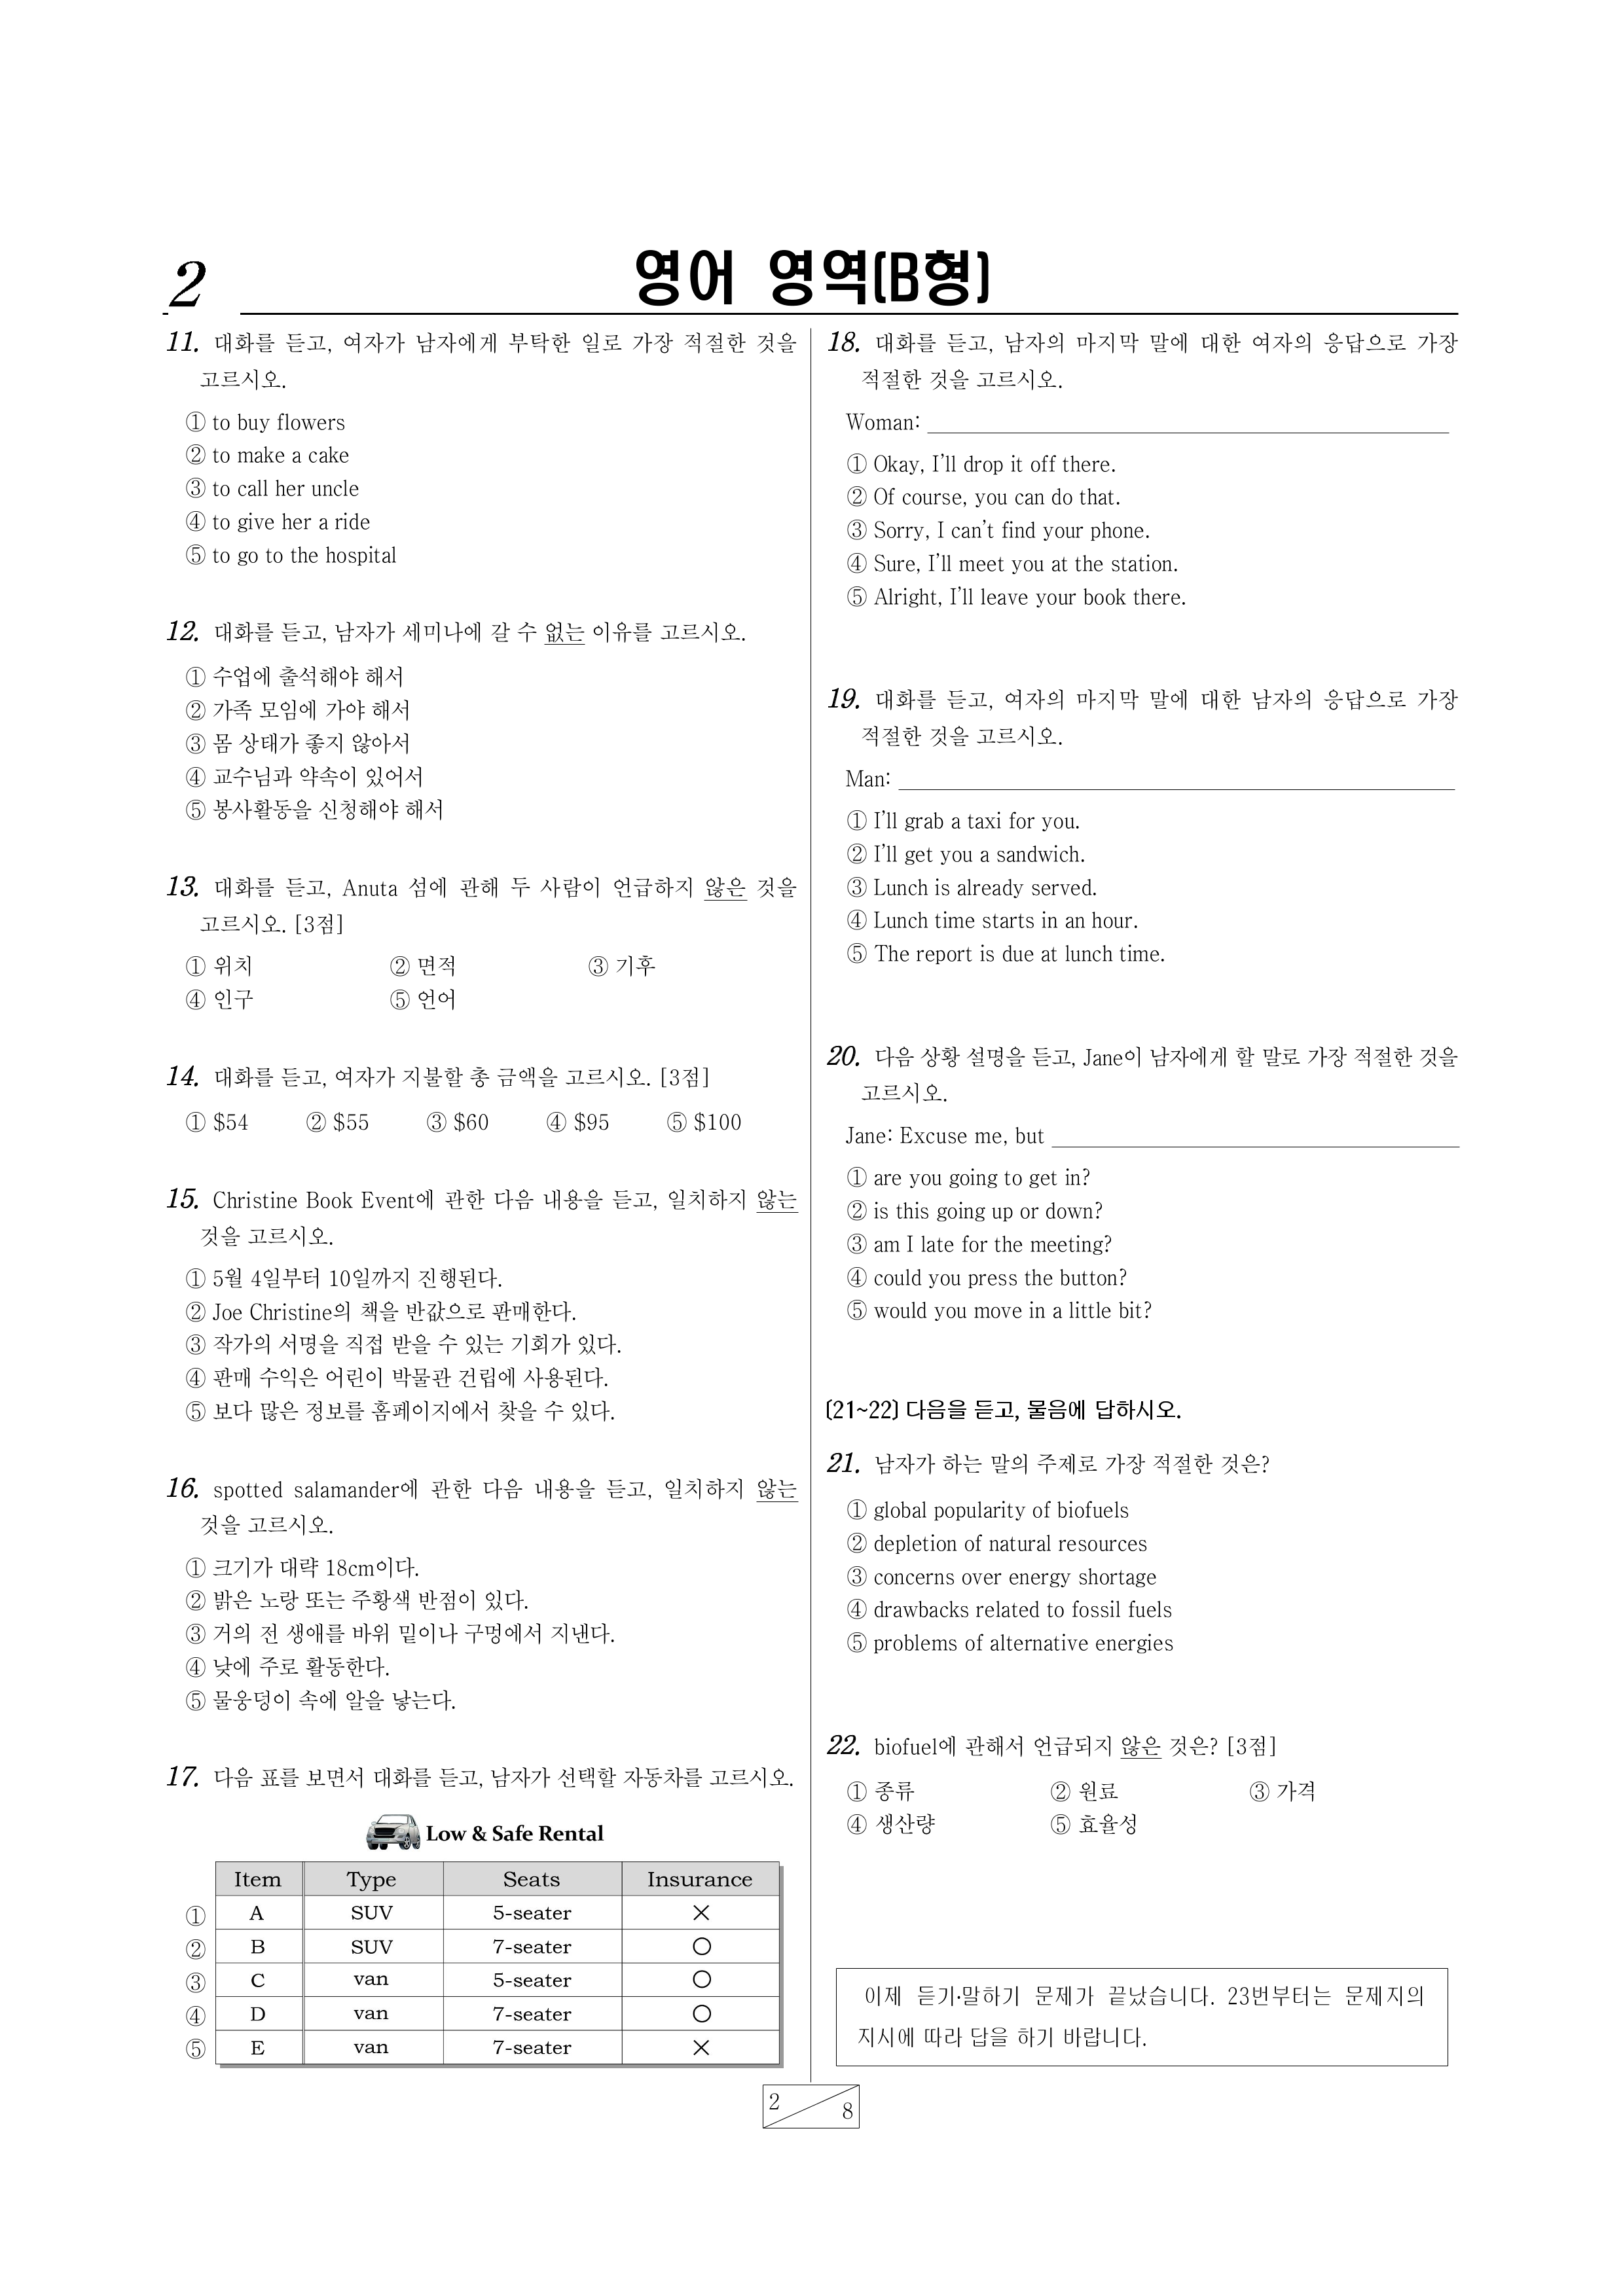 2
영어 영역(B형)
11. 대화를 듣고, 여자가 남자에게 부탁한 일로 가장 적절한 것을
고르시오.
① to buy flowers
② to make a cake
③ to call her uncle
④ to give her a ride
⑤ to go to the hospital
12. 대화를 듣고, 남자가 세미나에 갈 수 없는 이유를 고르시오.
① 수업에 출석해야 해서
② 가족 모임에 가야 해서
③ 몸 상태가 좋지 않아서
④ 교수님과 약속이 있어서
⑤ 봉사활동을 신청해야 해서
13. 대화를 듣고, Anuta 섬에 관해 두 사람이 언급하지 않은 것을
고르시오. [3점]
① 위치 ② 면적 ③ 기후
④ 인구 ⑤ 언어
14. 대화를 듣고, 여자가 지불할 총 금액을 고르시오. [3점]
① $54 ② $55 ③ $60 ④ $95 ⑤ $100
15. Christine Book Event에 관한 다음 내용을 듣고, 일치하지 않는
것을 고르시오.
① 5월 4일부터 10일까지 진행된다.
② Joe Christine의 책을 반값으로 판매한다.
③ 작가의 서명을 직접 받을 수 있는 기회가 있다.
④ 판매 수익은 어린이 박물관 건립에 사용된다.
⑤ 보다 많은 정보를 홈페이지에서 찾을 수 있다.
16. spotted salamander에 관한 다음 내용을 듣고, 일치하지 않는
것을 고르시오.
① 크기가 대략 18cm이다.
② 밝은 노랑 또는 주황색 반점이 있다.
③ 거의 전 생애를 바위 밑이나 구멍에서 지낸다.
④ 낮에 주로 활동한다.
⑤ 물웅덩이 속에 알을 낳는다.
17. 다음 표를 보면서 대화를 듣고, 남자가 선택할 자동차를 고르시오.
Low & Safe Rental
Item Type Seats Insurance
① A SUV 5-seater ×
② B SUV 7-seater ○
③ C van 5-seater ○
④ D van 7-seater ○
⑤ E van 7-seater ×
18. 대화를 듣고, 남자의 마지막 말에 대한 여자의 응답으로 가장
적절한 것을 고르시오.
Woman:
① Okay, I'll drop it off there.
② Of course, you can do that.
③ Sorry, I can't find your phone.
④ Sure, I'll meet you at the station.
⑤ Alright, I'll leave your book there.
19. 대화를 듣고, 여자의 마지막 말에 대한 남자의 응답으로 가장
적절한 것을 고르시오.
Man:
① I'll grab a taxi for you.
② I'll get you a sandwich.
③ Lunch is already served.
④ Lunch time starts in an hour.
⑤ The report is due at lunch time.
20. 다음 상황 설명을 듣고, Jane이 남자에게 할 말로 가장 적절한 것을
고르시오.
Jane: Excuse me, but
① are you going to get in?
② is this going up or down?
③ am I late for the meeting?
④ could you press the button?
⑤ would you move in a little bit?
[21~22] 다음을 듣고, 물음에 답하시오.
21. 남자가 하는 말의 주제로 가장 적절한 것은?
① global popularity of biofuels
② depletion of natural resources
③ concerns over energy shortage
④ drawbacks related to fossil fuels
⑤ problems of alternative energies
22. biofuel에 관해서 언급되지 않은 것은? [3점]
① 종류 ② 원료 ③ 가격
④ 생산량 ⑤ 효율성
이제 듣기·말하기 문제가 끝났습니다. 23번부터는 문제지의
지시에 따라 답을 하기 바랍니다.
2
8